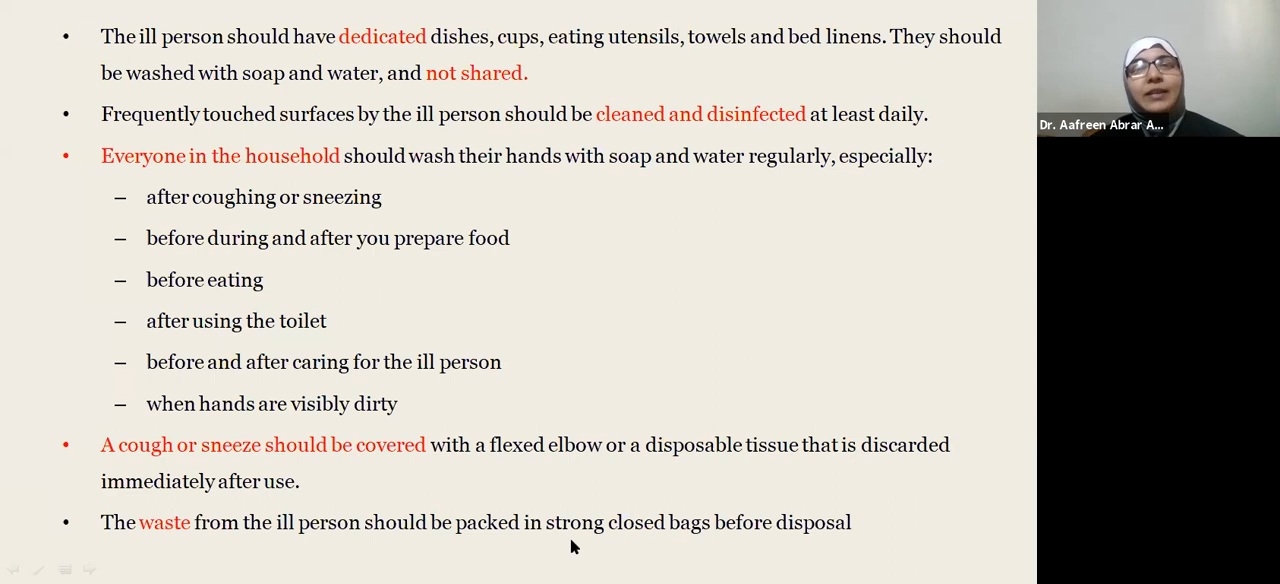 • The ill person should have dedicated dishes, cups, eating utensils, towels and bed linens. They should
be washed with soap and water, and not shared.
• Frequently touched surfaces by the ill person should be cleaned and disinfected at least daily.
• Everyone in the household should wash their hands with soap and water regularly, especially:
– after coughing or sneezing
– before during and after you prepare food
– before eating
– after using the toilet
– before and after caring for the ill person
– when hands are visibly dirty
• A cough or sneeze should be covered with a flexed elbow or a disposable tissue that is discarded
immediately after use.
• The waste from the ill person should be packed in strong closed bags before disposal
Dr. Aafreen Abrar A...